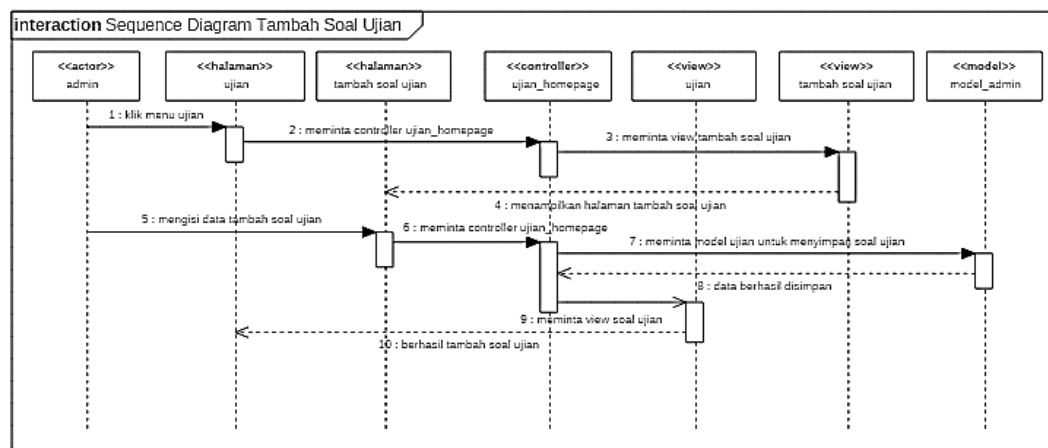 interaction Sequence Diagram Tambah Soal Ujian
<<actor>>
admin
<<halaman>>
ujian
<<halaman>>
tambah soal ujian
<<controller>>
ujian_homepage
<<view>>
ujian
<<view>>
tambah soal ujian
<<model>>
model_admin
1 : klik menu ujian
2 : meminta controller ujian_homepage
3 : meminta view tambah soal ujian
4 : menampilkan halaman tambah soal ujian
5 : mengisi data tambah soal ujian
6 : meminta controller ujian_homepage
7 : meminta model ujian untuk menyimpan soal ujian
8 : data berhasil disimpan
9 : meminta view soal ujian
10 : berhasil tambah soal ujian